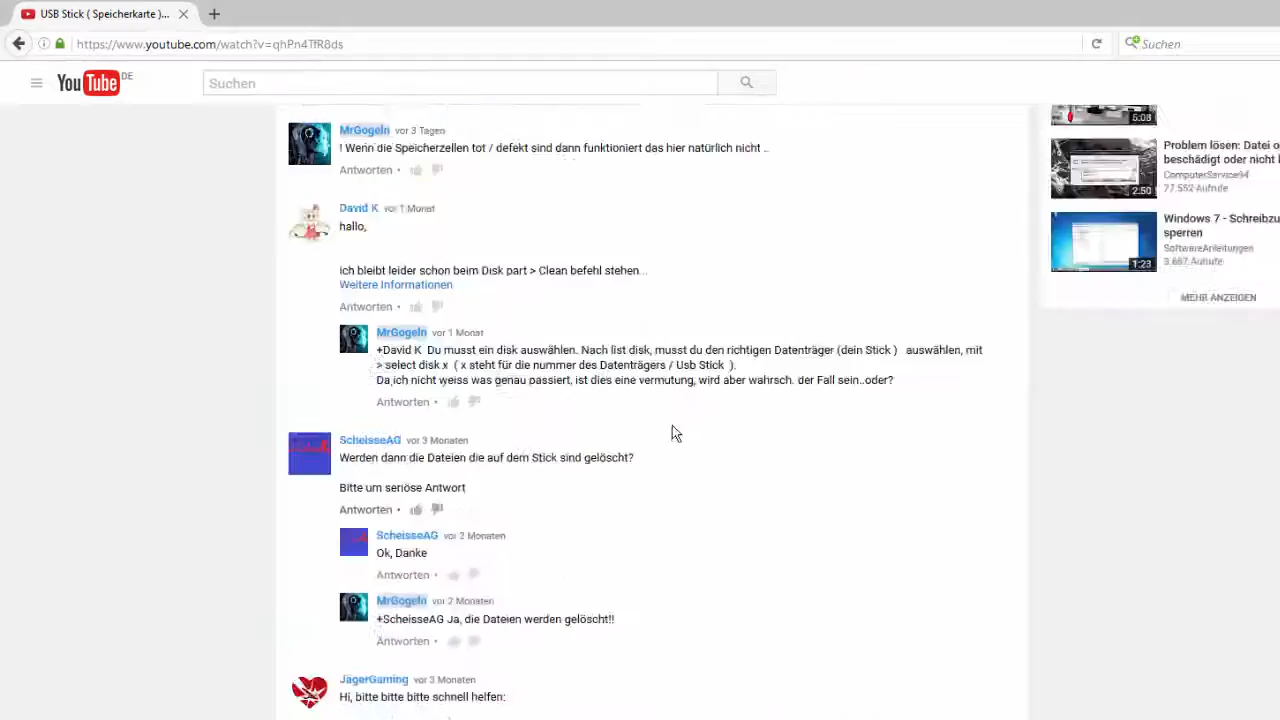 USB Stick ( Speicherkarte )...
https://www.youtube.com/watch?v=qhPn4TfR8ds
Suchen
YouTube DE
Suchen
MrGogeln vor 3 Tagen
! Wenn die Speicherzellen tot / defekt sind dann funktioniert das hier natürlich nicht ..
Antworten •
David K vor 1 Monat
hallo,
ich bleibt leider schon beim Disk part > Clean befehl stehen...
Weitere Informationen
Antworten •
MrGogeln vor 1 Monat
+David K Du musst ein disk auswählen. Nach list disk, musst du den richtigen Datenträger (dein Stick ) auswählen, mit
> select disk x ( x steht für die nummer des Datenträgers / Usb Stick ).
Da ich nicht weiss was genau passiert, ist dies eine vermutung, wird aber wahrsch. der Fall sein..oder?
Antworten •
ScheisseAG vor 3 Monaten
Werden dann die Dateien die auf dem Stick sind gelöscht?
Bitte um seriöse Antwort
Antworten •
ScheisseAG vor 2 Monaten
Ok, Danke
Antworten •
MrGogeln vor 2 Monaten
+ScheisseAG Ja, die Dateien werden gelöscht!!
Antworten •
JägerGaming vor 3 Monaten
Hi, bitte bitte bitte schnell helfen:
5:08
Problem lösen: Datei o
beschädigt oder nicht l
ComputerService94
77.552 Aufrufe
2:50
Windows 7 - Schreibzu
sperren
SoftwareAnleitungen
3.667 Aufrufe
1:23
MEHR ANZEIGEN